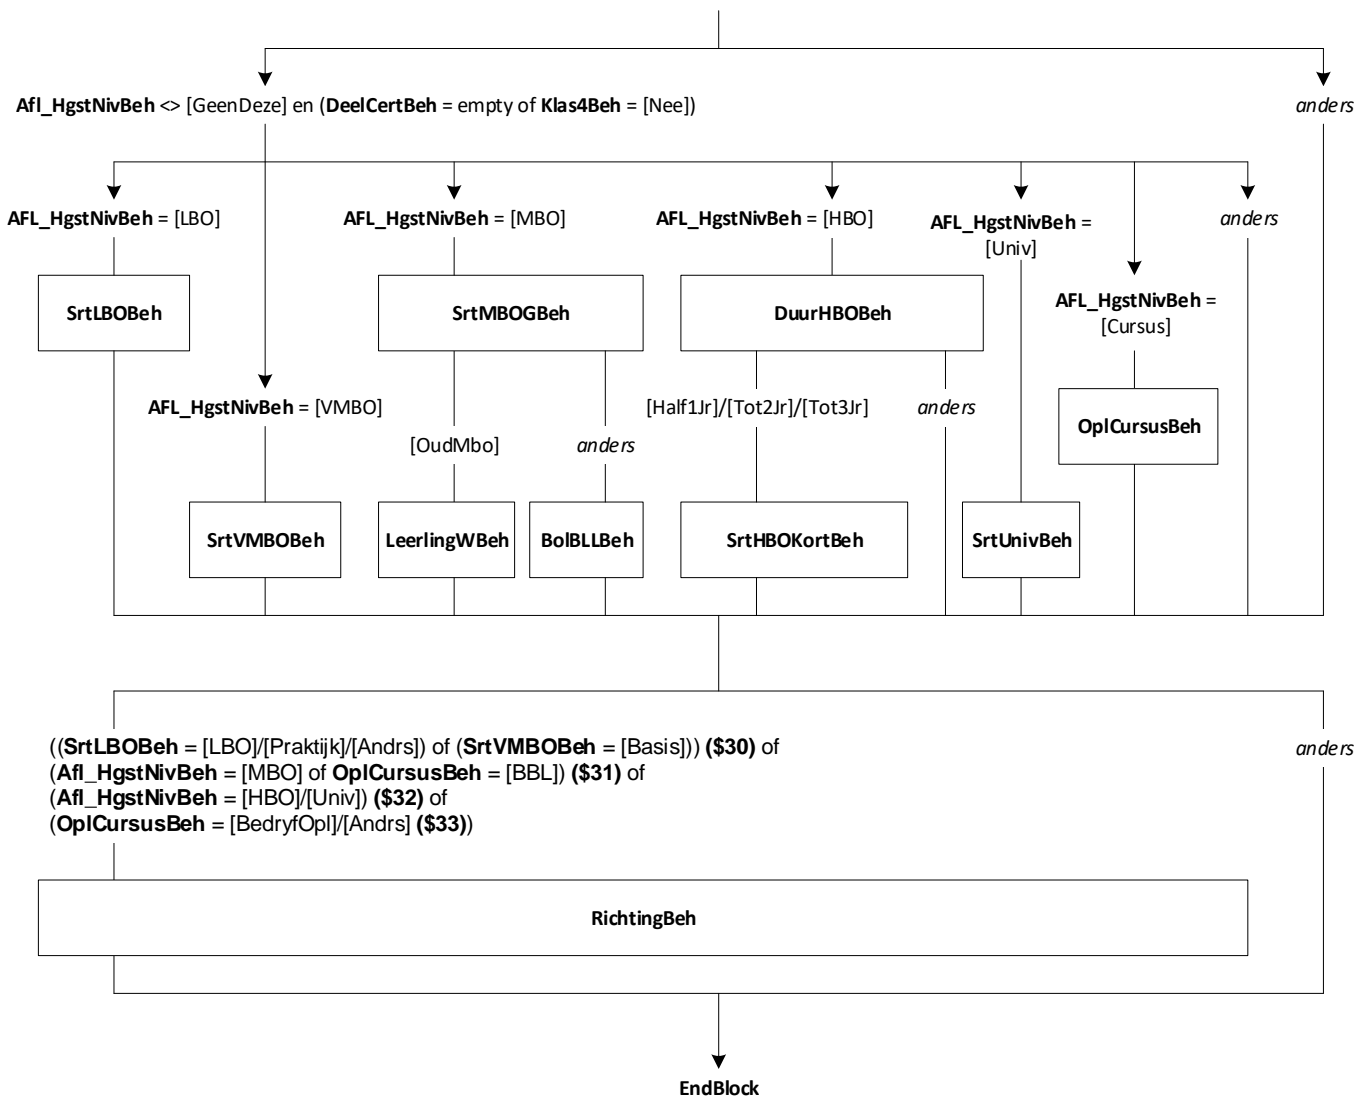 Afl_HgstNivBeh <> [GeenDeze] en (DeelCertBeh = empty of Klas4Beh = [Nee])
anders
AFL_HgstNivBeh = [LBO]
AFL_HgstNivBeh = [MBO]
AFL_HgstNivBeh = [HBO]
AFL_HgstNivBeh =
[Univ]
anders
SrtLBOBeh
SrtMBOGBeh
DuurHBOBeh
AFL_HgstNivBeh =
[Cursus]
AFL_HgstNivBeh = [VMBO]
[Half1Jr]/[Tot2Jr]/[Tot3Jr]
anders
OplCursusBeh
[OudMbo]
anders
SrtVMBOBeh
LeerlingWBeh
BolBLLBeh
SrtHBOKortBeh
SrtUnivBeh
((SrtLBOBeh = [LBO]/[Praktijk]/[Andrs]) of (SrtVMBOBeh = [Basis])) ($30) of
anders
(Afl_HgstNivBeh = [MBO] of OplCursusBeh = [BBL]) ($31) of
(Afl_HgstNivBeh = [HBO]/[Univ]) ($32) of
(OplCursusBeh = [BedryfOpl]/[Andrs] ($33))
RichtingBeh
EndBlock